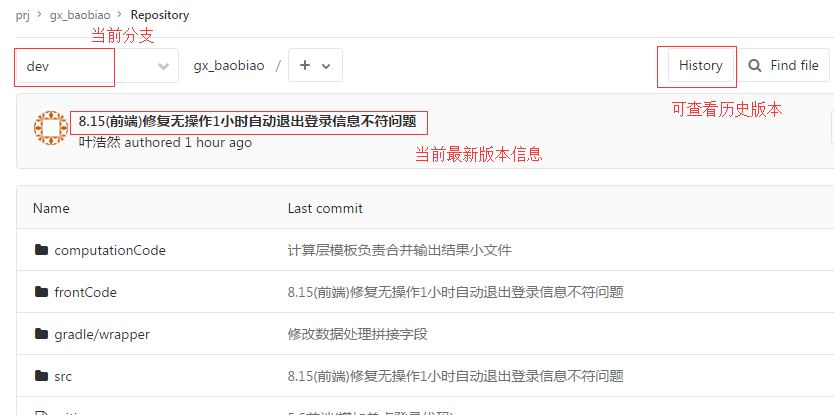 prj > gx_baobiao > Repository
当前分支
dev
gx_baobiao / +
History
Find file
8.15(前端)修复无操作1小时自动退出登录信息不符问题
可查看历史版本
叶浩然 authored 1 hour ago
当前最新版本信息
Name Last commit
computationCode 计算层模板负责合并输出结果小文件
frontCode 8.15(前端)修复无操作1小时自动退出登录信息不符问题
gradle/wrapper 修改数据处理拼接字段
src 8.15(前端)修复无操作1小时自动退出登录信息不符问题